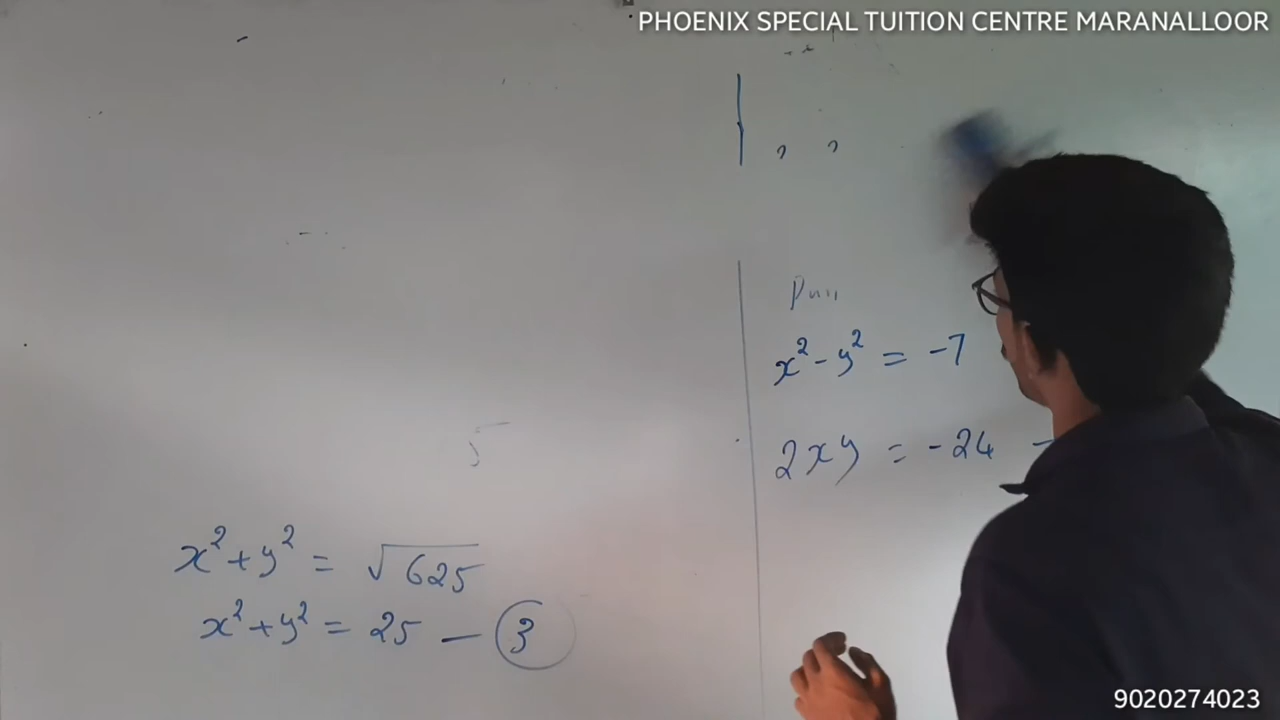 PHOENIX SPECIAL TUITION CENTRE MARANALLOOR
x² + y² = √625
x² + y² = 25 — ③
x² - y² = -7
2xy = -24 -
9020274023